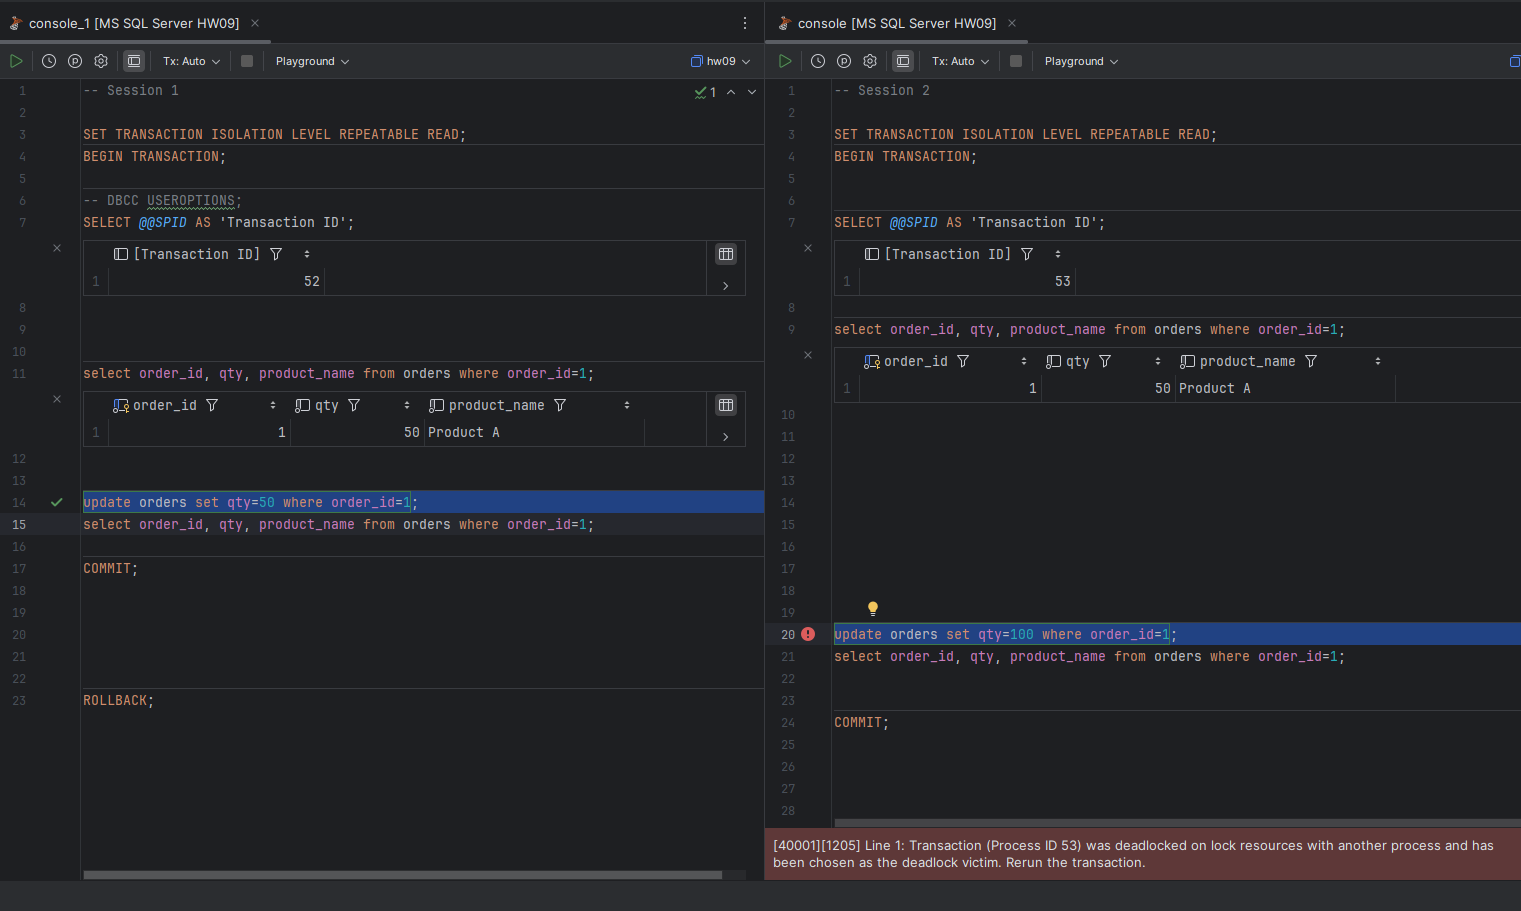 console_1 [MS SQL Server HW09]
Tx: Auto
Playground
hw09
1
1 -- Session 1
2
3 SET TRANSACTION ISOLATION LEVEL REPEATABLE READ;
4 BEGIN TRANSACTION;
5
6 -- DBCC USEROPTIONS;
7 SELECT @@SPID AS 'Transaction ID';
[Transaction ID]
1 52
8
9
10
11 select order_id, qty, product_name from orders where order_id=1;
order_id qty product_name
1 1 50 Product A
12
13
14 update orders set qty=50 where order_id=1;
15 select order_id, qty, product_name from orders where order_id=1;
16
17 COMMIT;
18
19
20
21
22
23 ROLLBACK;
console [MS SQL Server HW09]
Tx: Auto
Playground
1 -- Session 2
2
3 SET TRANSACTION ISOLATION LEVEL REPEATABLE READ;
4 BEGIN TRANSACTION;
5
6
7 SELECT @@SPID AS 'Transaction ID';
[Transaction ID]
1 53
8
9 select order_id, qty, product_name from orders where order_id=1;
order_id qty product_name
1 1 50 Product A
10
11
12
13
14
15
16
17
18
19
20 update orders set qty=100 where order_id=1;
21 select order_id, qty, product_name from orders where order_id=1;
22
23
24 COMMIT;
25
26
27
28
[40001][1205] Line 1: Transaction (Process ID 53) was deadlocked on lock resources with another process and has
been chosen as the deadlock victim. Rerun the transaction.